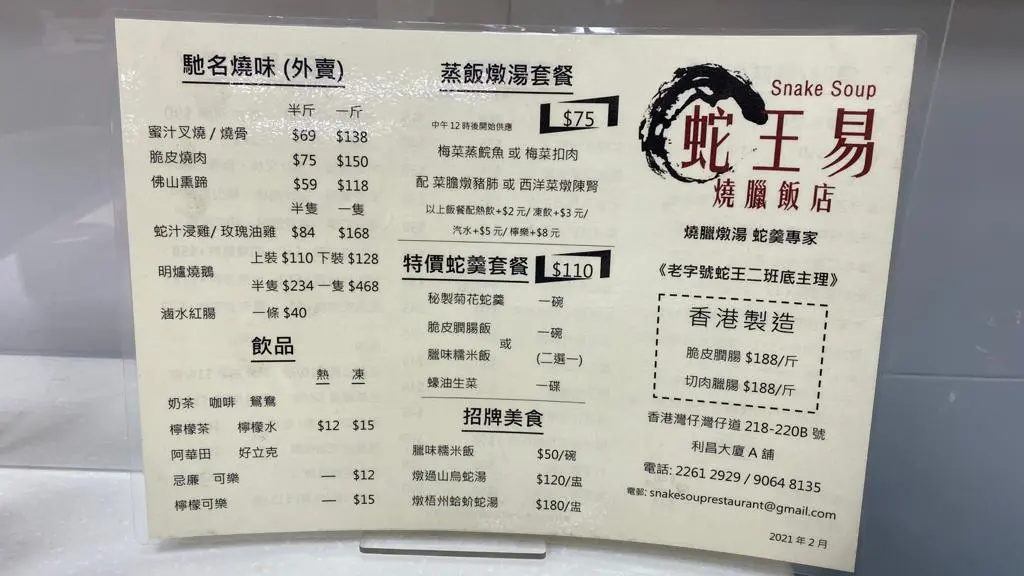 馳名燒味 (外賣)
半斤 一斤
蜜汁叉燒 / 燒骨 $69 $138
脆皮燒肉 $75 $150
佛山熏蹄 $59 $118
半隻 一隻
蛇汁浸雞 / 玫瑰油雞 $84 $168
明爐燒鵝 上裝 $110 下裝 $128
半隻 $234 一隻 $468
滷水紅腸 一條 $40
飲品
熱 凍
奶茶 咖啡 鴛鴦
檸檬茶 檸檬水 $12 $15
阿華田 好立克
忌廉 可樂 — $12
檸檬可樂 — $15
蒸飯燉湯套餐
中午 12 時後開始供應 $75
梅菜蒸鯇魚 或 梅菜扣肉
配 菜膽燉豬肺 或 西洋菜燉陳腎
以上飯餐配熱飲+$2 元/ 凍飲+$3 元/
汽水+$5 元/ 檸樂+$8 元
特價蛇羹套餐 $110
秘製菊花蛇羹 一碗
脆皮膶腸飯 一碗
或
臘味糯米飯 (二選一)
蠔油生菜 一碟
招牌美食
臘味糯米飯 $50/碗
燉過山烏蛇湯 $120/盅
燉梧州蛤蚧蛇湯 $180/盅
Snake Soup
蛇王易
燒臘飯店
燒臘燉湯 蛇羹專家
《老字號蛇王二班底主理》
香港製造
脆皮膶腸 $188/斤
切肉臘腸 $188/斤
香港灣仔灣仔道 218-220B 號
利昌大廈 A 舖
電話: 2261 2929 / 9064 8135
電郵: snakesouprestaurant@gmail.com
2021 年 2 月